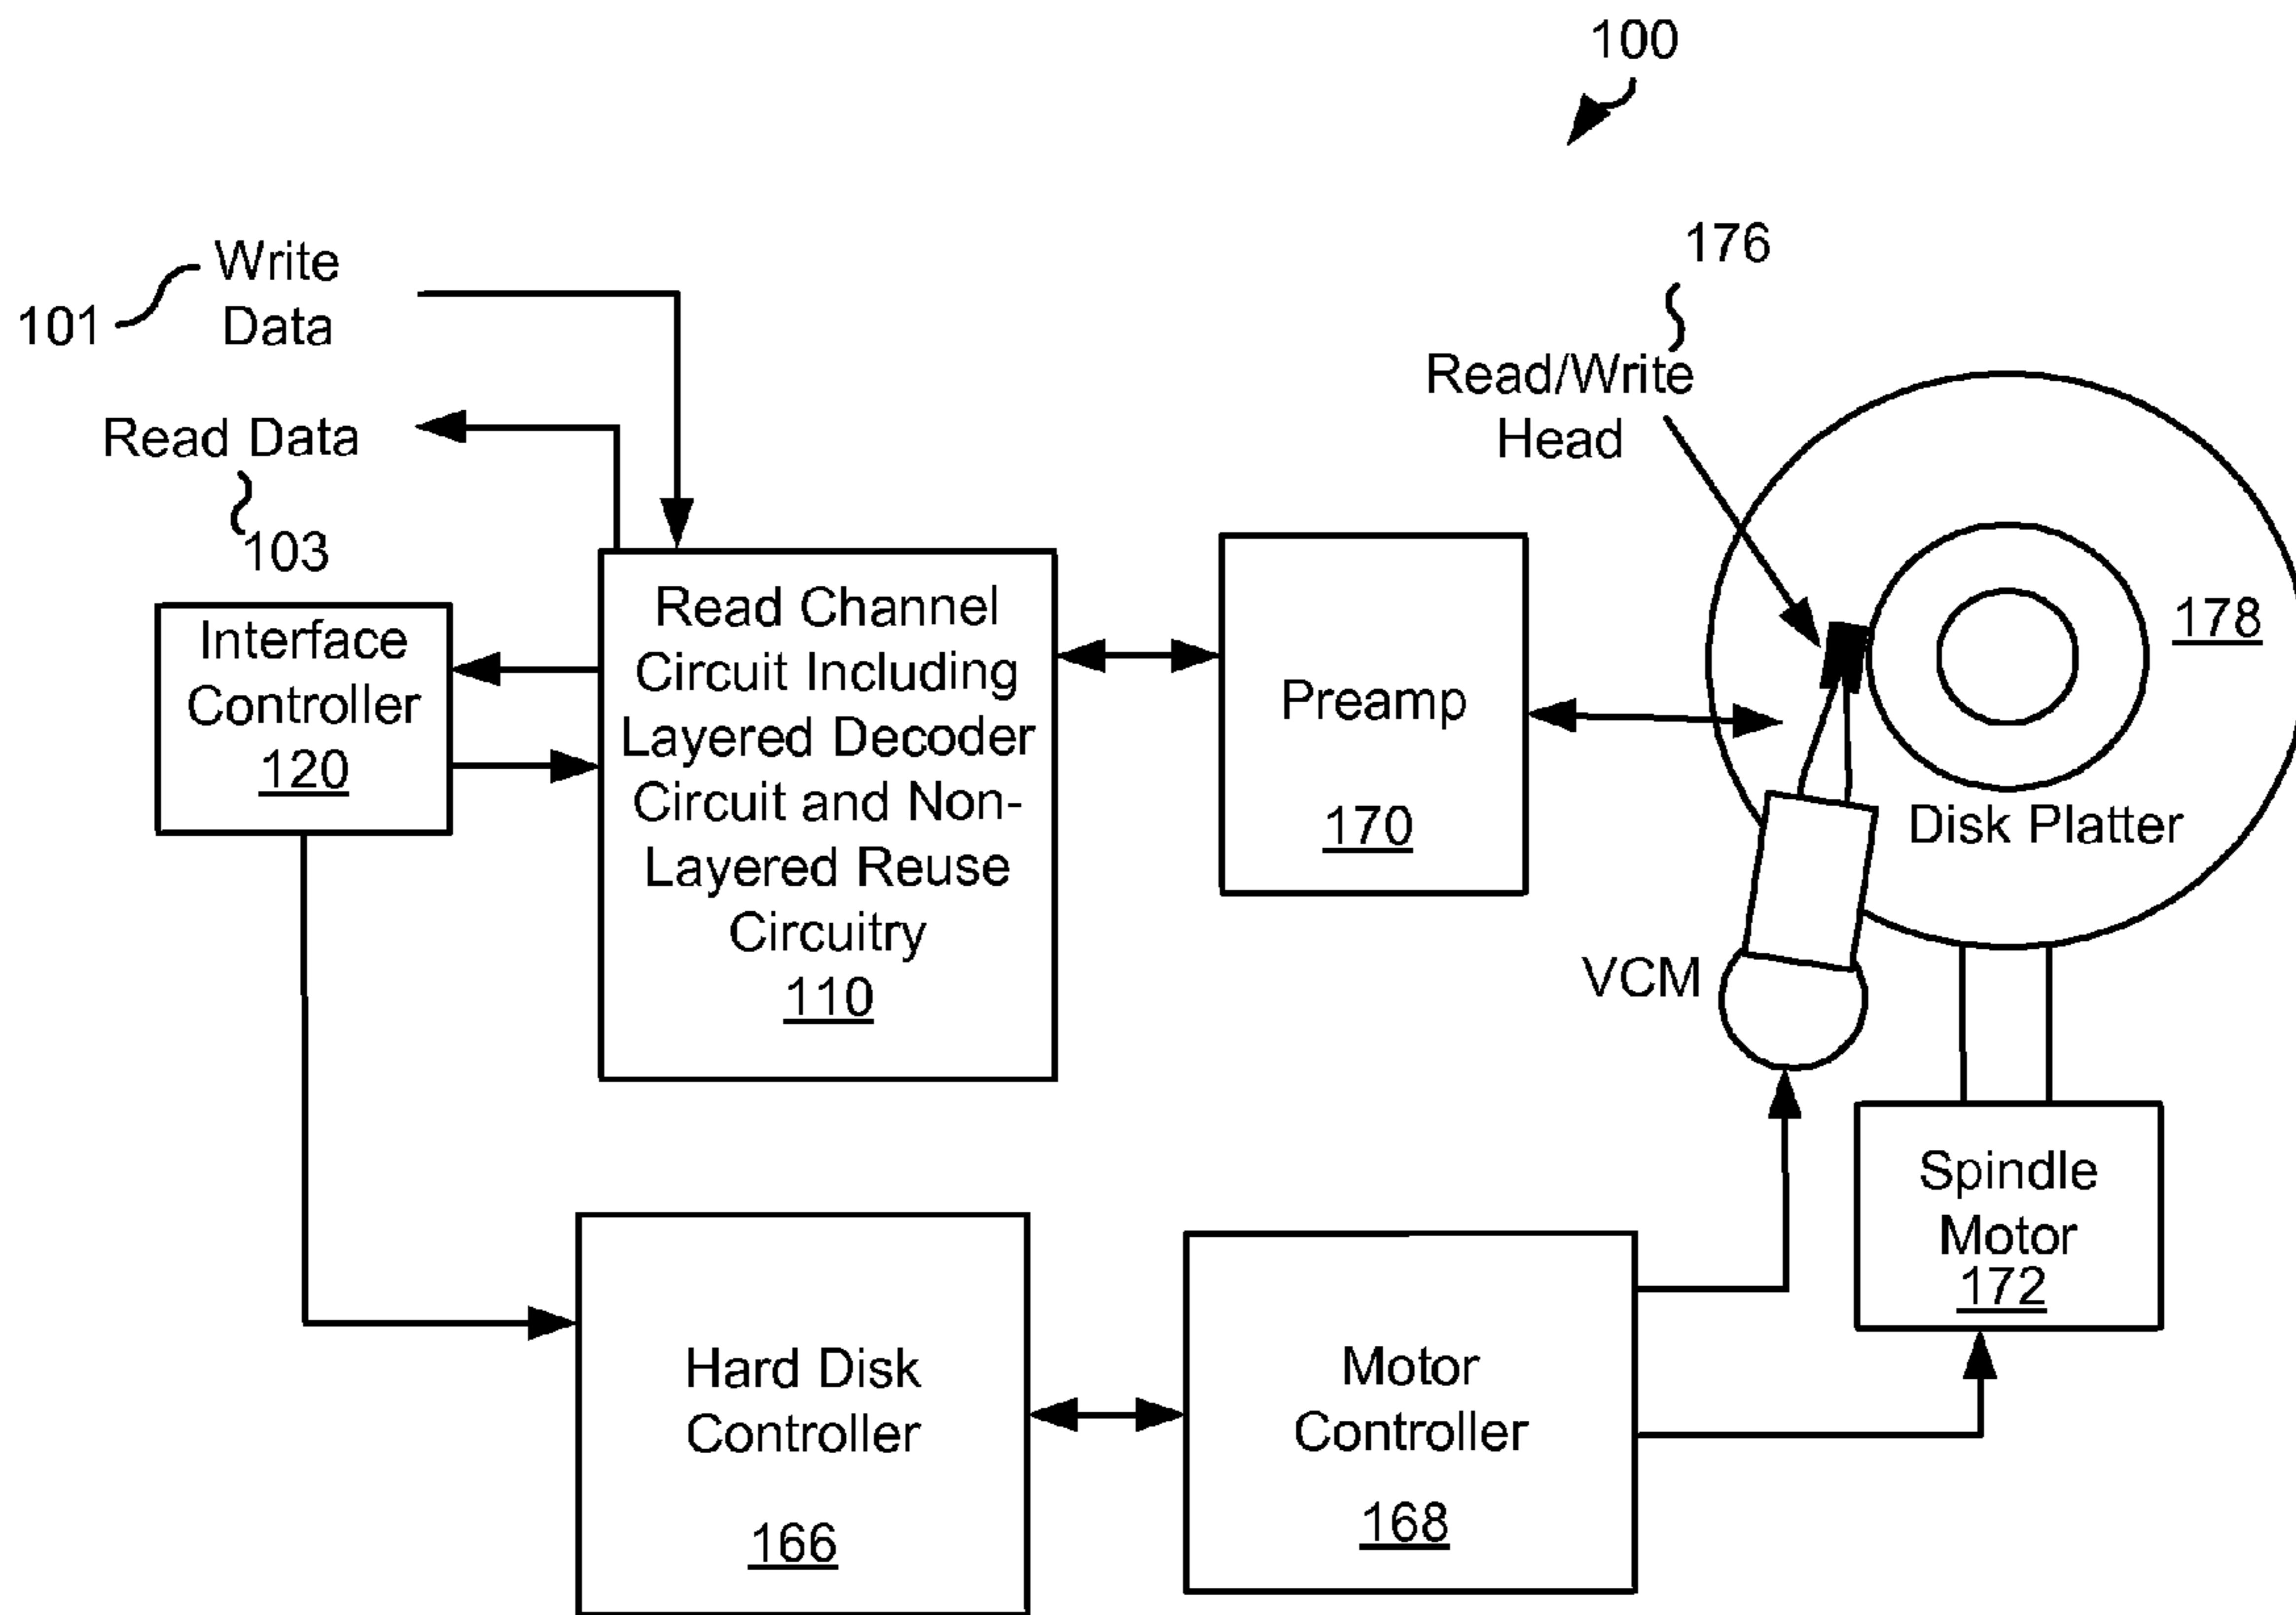 100
176
101
Write
Data
Read/Write
Head
Read Data
103
Interface
Controller
120
Read Channel
Circuit Including
Layered Decoder
Circuit and Non-
Layered Reuse
Circuitry
110
Preamp
170
178
Disk Platter
VCM
Spindle
Motor
172
Hard Disk
Controller
166
Motor
Controller
168